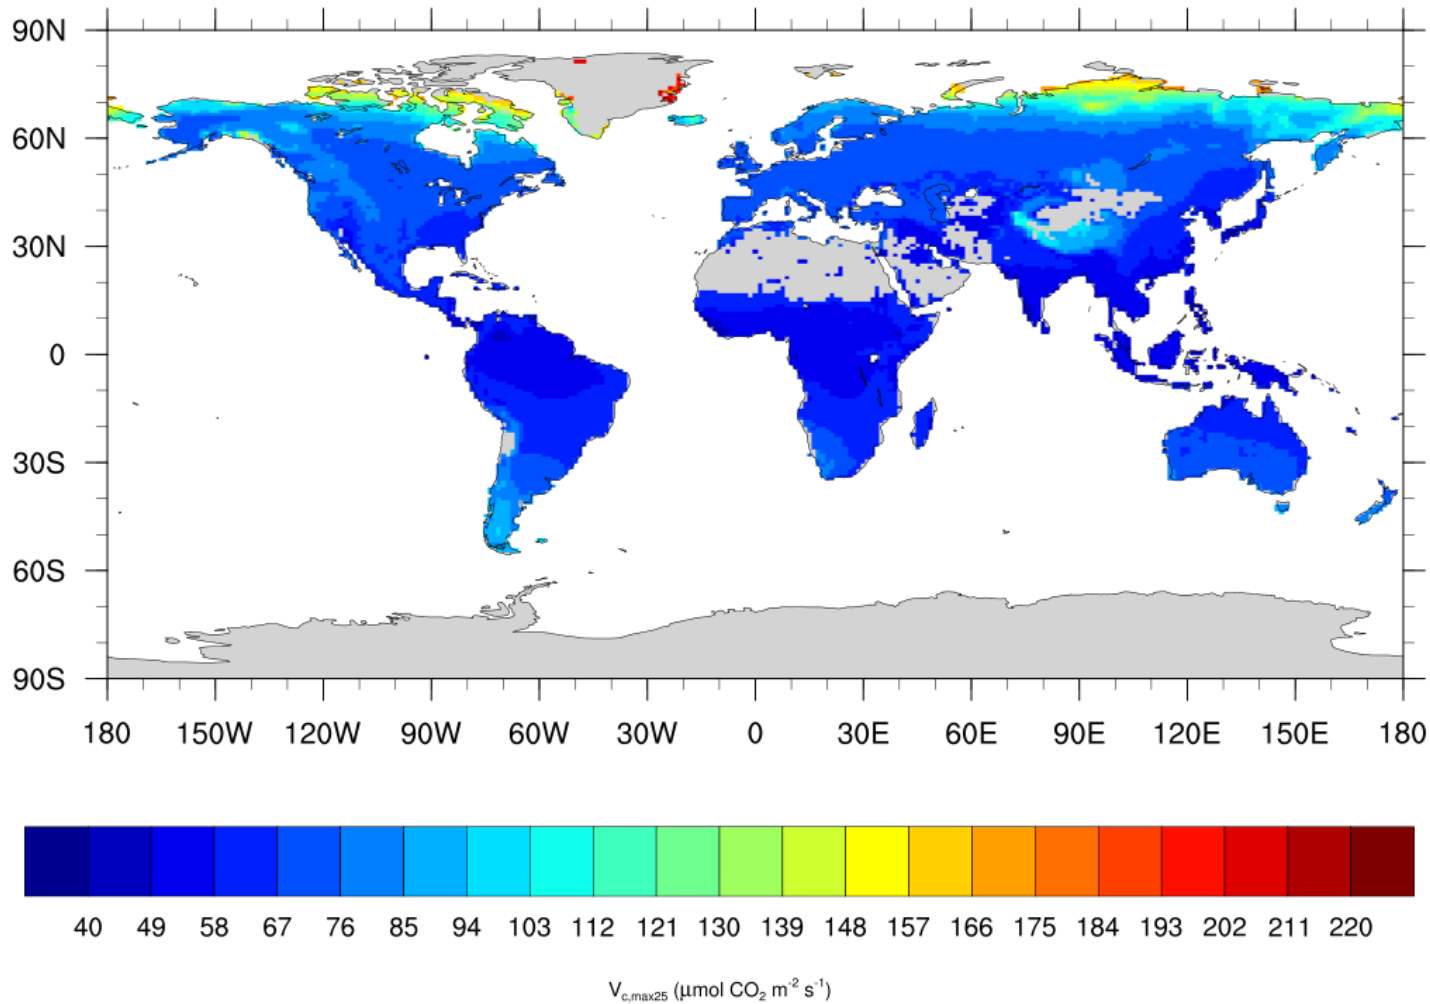 90N
60N
30N
0
30S
60S
90S
180 150W 120W 90W 60W 30W 0 30E 60E 90E 120E 150E 180
40 49 58 67 76 85 94 103 112 121 130 139 148 157 166 175 184 193 202 211 220
V_c,max25 (μmol CO₂ m⁻² s⁻¹)